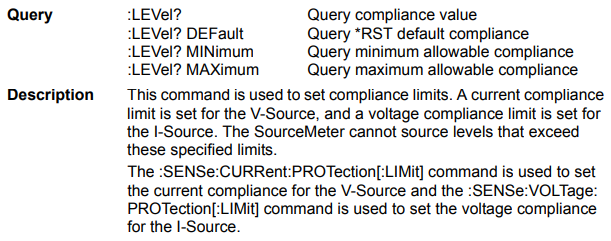 Query :LEVel? Query compliance value
:LEVel? DEFault Query *RST default compliance
:LEVel? MINimum Query minimum allowable compliance
:LEVel? MAXimum Query maximum allowable compliance
Description This command is used to set compliance limits. A current compliance
limit is set for the V-Source, and a voltage compliance limit is set for
the I-Source. The SourceMeter cannot source levels that exceed
these specified limits.
The :SENSe:CURRent:PROTection[:LIMit] command is used to set
the current compliance for the V-Source and the :SENSe:VOLTage:
PROTection[:LIMit] command is used to set the voltage compliance
for the I-Source.